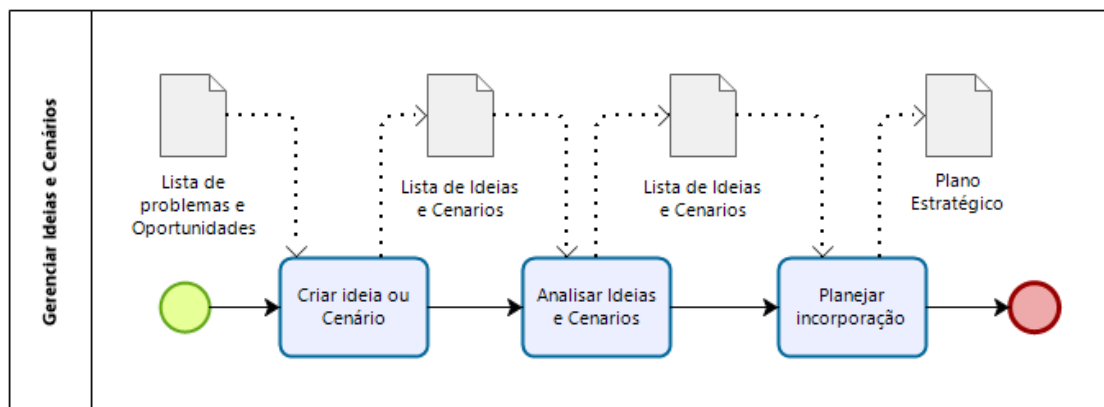 Gerenciar Ideias e Cenários
Lista de
problemas e
Oportunidades
Lista de Ideias
e Cenarios
Lista de Ideias
e Cenarios
Plano
Estratégico
Criar ideia ou
Cenário
Analisar Ideias
e Cenarios
Planejar
incorporação